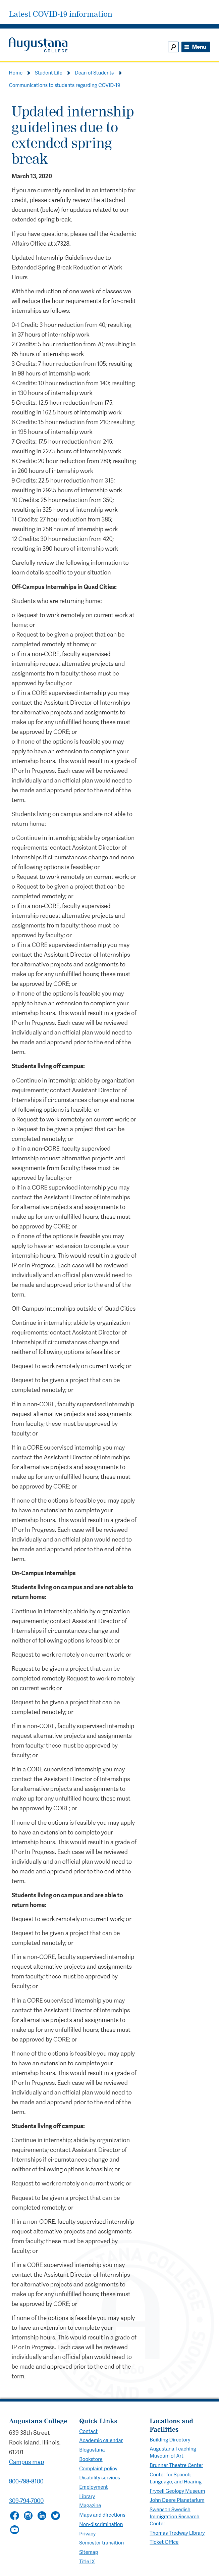 Latest COVID-19 information
Augustana
COLLEGE
Menu
Home > Student Life > Dean of Students >
Communications to students regarding COVID-19
Updated internship
guidelines due to
extended spring
break
March 13, 2020
If you are currently enrolled in an internship for
credit, please carefully review the attached
document (below) for updates related to our
extended spring break.
If you have questions, please call the Academic
Affairs Office at x7328.
Updated Internship Guidelines due to
Extended Spring Break Reduction of Work
Hours
With the reduction of one week of classes we
will reduce the hour requirements for for-credit
internships as follows:
0-1 Credit: 3 hour reduction from 40; resulting
in 37 hours of internship work
2 Credits: 5 hour reduction from 70; resulting in
65 hours of internship work
3 Credits: 7 hour reduction from 105; resulting
in 98 hours of internship work
4 Credits: 10 hour reduction from 140; resulting
in 130 hours of internship work
5 Credits: 12.5 hour reduction from 175;
resulting in 162.5 hours of internship work
6 Credits: 15 hour reduction from 210; resulting
in 195 hours of internship work
7 Credits: 17.5 hour reduction from 245;
resulting in 227.5 hours of internship work
8 Credits: 20 hour reduction from 280; resulting
in 260 hours of internship work
9 Credits: 22.5 hour reduction from 315;
resulting in 292.5 hours of internship work
10 Credits: 25 hour reduction from 350;
resulting in 325 hours of internship work
11 Credits: 27 hour reduction from 385;
resulting in 358 hours of internship work
12 Credits: 30 hour reduction from 420;
resulting in 390 hours of internship work
Carefully review the following information to
learn details specific to your situation
Off-Campus Internships in Quad Cities:
Students who are returning home:
o Request to work remotely on current work at
home; or
o Request to be given a project that can be
completed remotely at home; or
o If in a non-CORE, faculty supervised
internship request alternative projects and
assignments from faculty; these must be
approved by faculty; or
o If in a CORE supervised internship you may
contact the Assistant Director of Internships
for alternative projects and assignments to
make up for any unfulfilled hours; these must
be approved by CORE; or
o If none of the options is feasible you may
apply to have an extension to complete your
internship. This would result in a initial grade of
IP or In Progress. Each case will be reviewed
individually and an official plan would need to
be made and approved prior to the end of the
term.
Students living on campus and are not able to
return home:
o Continue in internship; abide by organization
requirements; contact Assistant Director of
Internships if circumstances change and none
of following options is feasible; or
o Request to work remotely on current work; or
o Request to be given a project that can be
completed remotely; or
o If in a non-CORE, faculty supervised
internship request alternative projects and
assignments from faculty; these must be
approved by faculty; or
o If in a CORE supervised internship you may
contact the Assistant Director of Internships
for alternative projects and assignments to
make up for any unfulfilled hours; these must
be approved by CORE; or
o If none of the options is feasible you may
apply to have an extension to complete your
internship. This would result in a initial grade of
IP or In Progress. Each case will be reviewed
individually and an official plan would need to
be made and approved prior to the end of the
term.
Students living off campus:
o Continue in internship; abide by organization
requirements; contact Assistant Director of
Internships if circumstances change and none
of following options is feasible; or
o Request to work remotely on current work; or
o Request to be given a project that can be
completed remotely; or
o If in a non-CORE, faculty supervised
internship request alternative projects and
assignments from faculty; these must be
approved by faculty; or
o If in a CORE supervised internship you may
contact the Assistant Director of Internships
for alternative projects and assignments to
make up for any unfulfilled hours; these must
be approved by CORE; or
o If none of the options is feasible you may
apply to have an extension to complete your
internship. This would result in a initial grade of
IP or In Progress. Each case will be reviewed
individually and an official plan would need to
be made and approved prior to the end of the
term.
Off-Campus Internships outside of Quad Cities
Continue in internship; abide by organization
requirements; contact Assistant Director of
Internships if circumstances change and
neither of following options is feasible; or
Request to work remotely on current work; or
Request to be given a project that can be
completed remotely; or
If in a non-CORE, faculty supervised internship
request alternative projects and assignments
from faculty; these must be approved by
faculty; or
If in a CORE supervised internship you may
contact the Assistant Director of Internships
for alternative projects and assignments to
make up for any unfulfilled hours; these must
be approved by CORE; or
If none of the options is feasible you may apply
to have an extension to complete your
internship. This would result in a initial grade of
IP or In Progress. Each case will be reviewed
individually and an official plan would need to
be made and approved prior to the end of the
term.
On-Campus Internships
Students living on campus and are not able to
return home:
Continue in internship; abide by organization
requirements; contact Assistant Director of
Internships if circumstances change and
neither of following options is feasible; or
Request to work remotely on current work; or
Request to be given a project that can be
completed remotely Request to work remotely
on current work; or
Request to be given a project that can be
completed remotely; or
If in a non-CORE, faculty supervised internship
request alternative projects and assignments
from faculty; these must be approved by
faculty; or
If in a CORE supervised internship you may
contact the Assistant Director of Internships
for alternative projects and assignments to
make up for any unfulfilled hours; these must
be approved by CORE; or
If none of the options is feasible you may apply
to have an extension to complete your
internship. This would result in a initial grade of
IP or In Progress. Each case will be reviewed
individually and an official plan would need to
be made and approved prior to the end of the
term.
Students living on campus and are able to
return home:
Request to work remotely on current work; or
Request to be given a project that can be
completed remotely; or
If in a non-CORE, faculty supervised internship
request alternative projects and assignments
from faculty; these must be approved by
faculty; or
If in a CORE supervised internship you may
contact the Assistant Director of Internships
for alternative projects and assignments to
make up for any unfulfilled hours; these must
be approved by CORE; or
If none of the options is feasible you may apply
to have an extension to complete your
internship. This would result in a initial grade of
IP or In Progress. Each case will be reviewed
individually and an official plan would need to
be made and approved prior to the end of the
term.
Students living off campus:
Continue in internship; abide by organization
requirements; contact Assistant Director of
Internships if circumstances change and
neither of following options is feasible; or
Request to work remotely on current work; or
Request to be given a project that can be
completed remotely; or
If in a non-CORE, faculty supervised internship
request alternative projects and assignments
from faculty; these must be approved by
faculty; or
If in a CORE supervised internship you may
contact the Assistant Director of Internships
for alternative projects and assignments to
make up for any unfulfilled hours; these must
be approved by CORE; or
If none of the options is feasible you may apply
to have an extension to complete your
internship. This would result in a initial grade of
IP or In Progress. Each case will be reviewed
individually and an official plan would need to
be made and approved prior to the end of the
term.
Augustana College
639 38th Street
Rock Island, Illinois,
61201
Campus map
800-798-8100
309-794-7000
Quick Links
Contact
Academic calendar
Blogustana
Bookstore
Complaint policy
Disability services
Employment
Library
Magazine
Maps and directions
Non-discrimination
Privacy
Semester transition
Sitemap
Title IX
Locations and
Facilities
Building Directory
Augustana Teaching
Museum of Art
Brunner Theatre Center
Center for Speech,
Language, and Hearing
Fryxell Geology Museum
John Deere Planetarium
Swenson Swedish
Immigration Research
Center
Thomas Tredway Library
Ticket Office